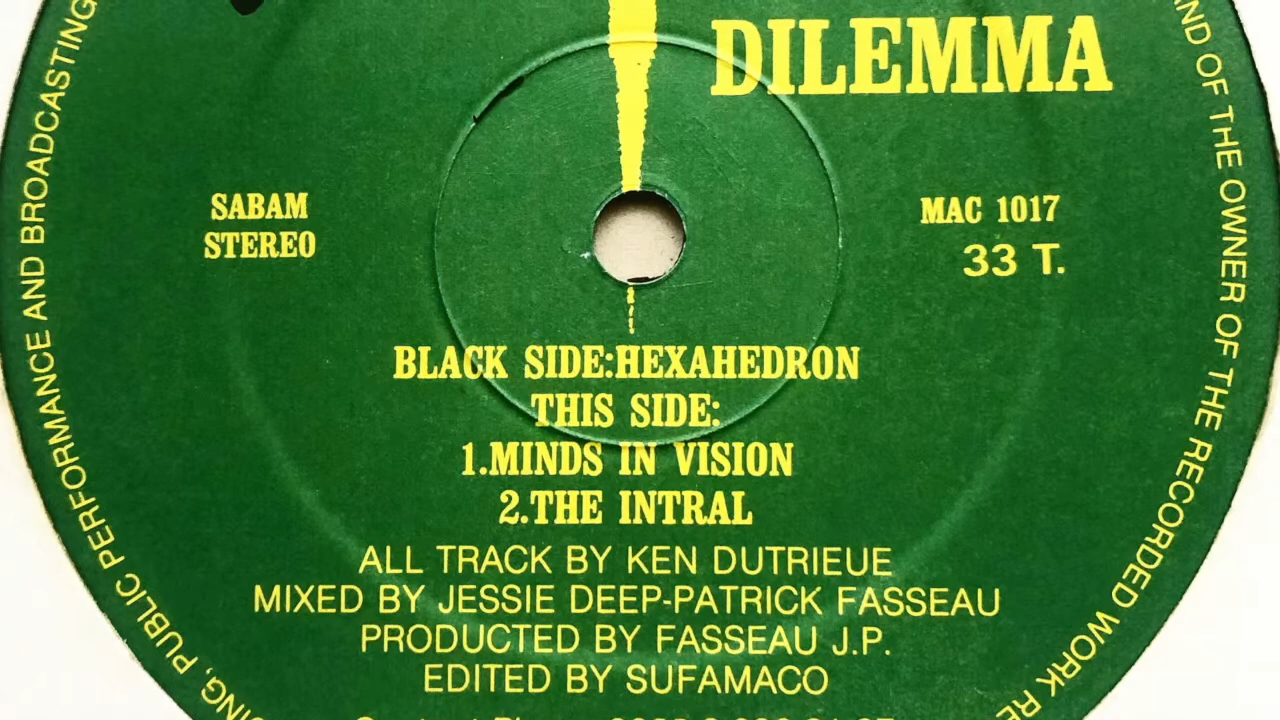 DILEMMA
SABAM
STEREO
MAC 1017
33 T.
BLACK SIDE:HEXAHEDRON
THIS SIDE:
1.MINDS IN VISION
2.THE INTRAL
ALL TRACK BY KEN DUTRIEUE
MIXED BY JESSIE DEEP-PATRICK FASSEAU
PRODUCTED BY FASSEAU J.P.
EDITED BY SUFAMACO
PUBLIC PERFORMANCE AND BROADCASTING
OF THE OWNER OF THE RECORDED WORK